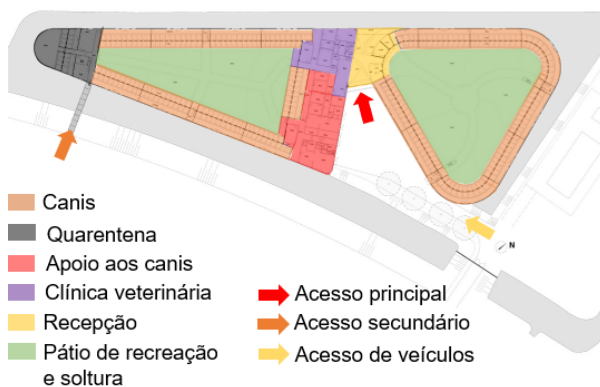 N
Canis
Quarentena
Apoio aos canis
Clínica veterinária
Recepção
Pátio de recreação
e soltura
Acesso principal
Acesso secundário
Acesso de veículos